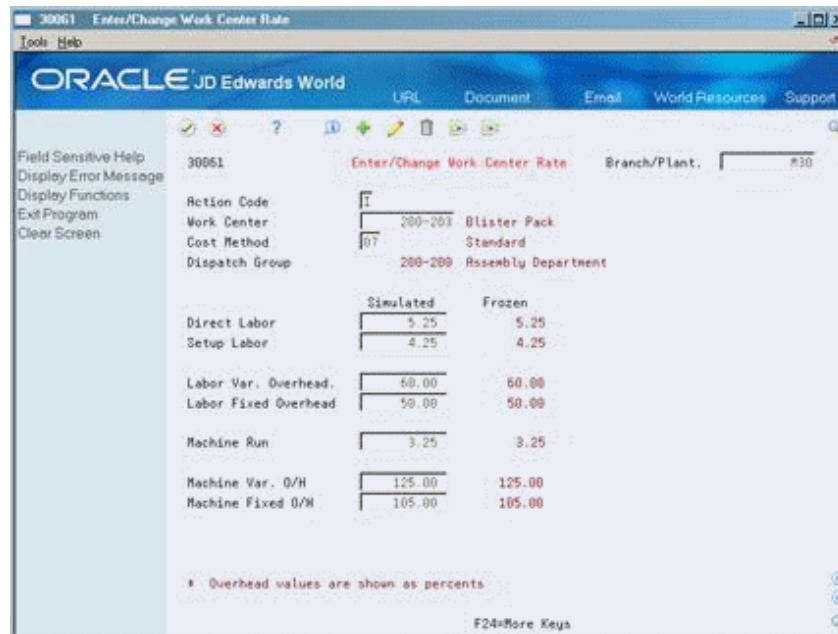 30061 Enter/Change Work Center Rate
Tools Help
ORACLE JD Edwards World
URL Document Email World Resources Support
Field Sensitive Help
Display Error Message
Display Functions
Exit Program
Clear Screen
30061 Enter/Change Work Center Rate Branch/Plant. M30
Action Code I
Work Center 200-203 Blister Pack
Cost Method 07 Standard
Dispatch Group 200-200 Assembly Department
Simulated Frozen
Direct Labor 5.25 5.25
Setup Labor 4.25 4.25
Labor Var. Overhead. 60.00 60.00
Labor Fixed Overhead 50.00 50.00
Machine Run 3.25 3.25
Machine Var. O/H 125.00 125.00
Machine Fixed O/H 105.00 105.00
* Overhead values are shown as percents
F24=More Keys